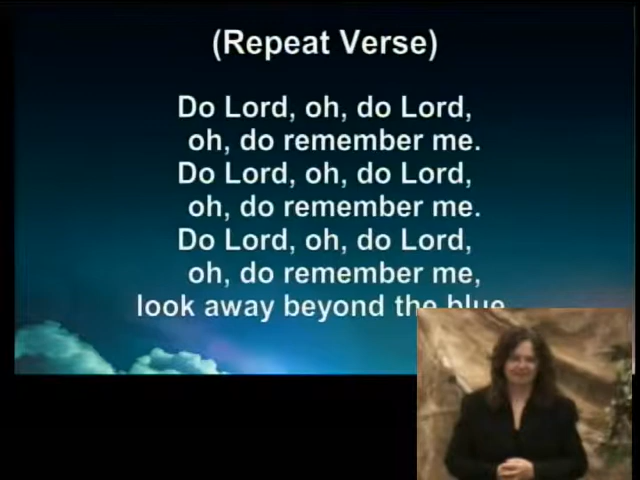 (Repeat Verse)
Do Lord, oh, do Lord,
oh, do remember me.
Do Lord, oh, do Lord,
oh, do remember me.
Do Lord, oh, do Lord,
oh, do remember me,
look away beyond the blue